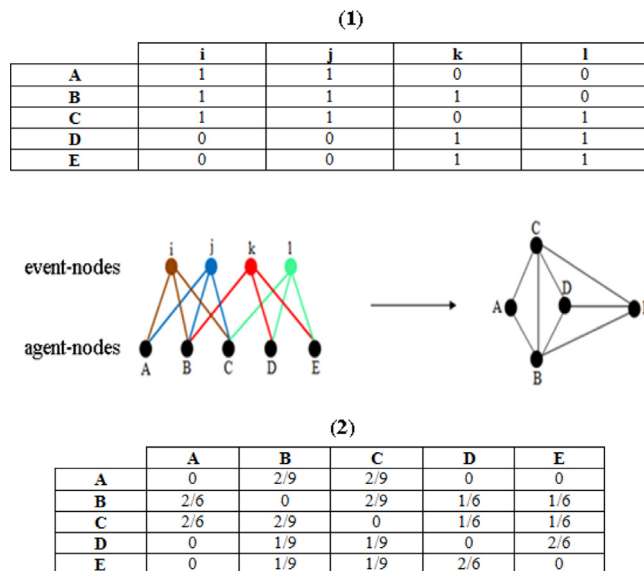 (1)
i j k l
A 1 1 0 0
B 1 1 1 0
C 1 1 0 1
D 0 0 1 1
E 0 0 1 1
event-nodes
i j k l
agent-nodes
A B C D E
C
A D
B
(2)
A B C D E
A 0 2/9 2/9 0 0
B 2/6 0 2/9 1/6 1/6
C 2/6 2/9 0 1/6 1/6
D 0 1/9 1/9 0 2/6
E 0 1/9 1/9 2/6 0